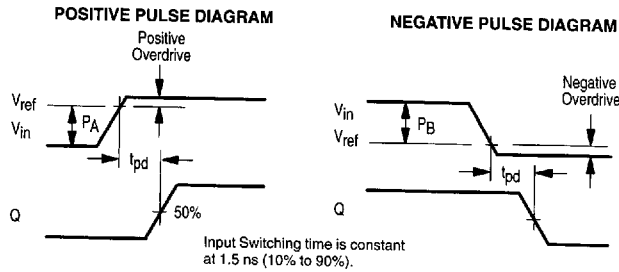 POSITIVE PULSE DIAGRAM
Positive
Overdrive
Vref
PA
Vin
tpd
Q
50%
NEGATIVE PULSE DIAGRAM
Negative
Overdrive
Vin
PB
Vref
tpd
Q
Input Switching time is constant
at 1.5 ns (10% to 90%).